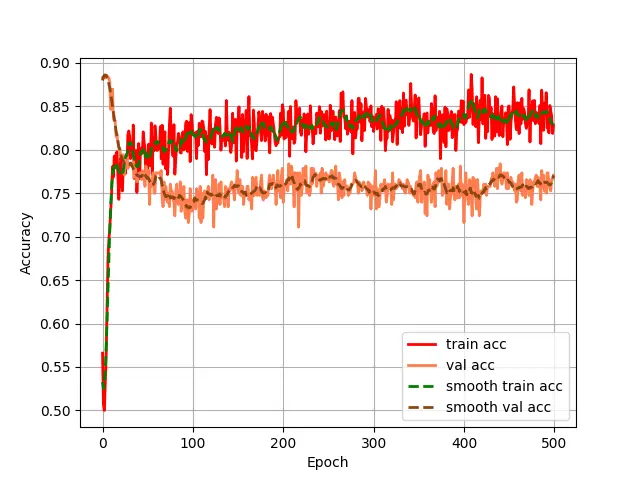 0.90
0.85
0.80
0.75
0.70
0.65
0.60
0.55
0.50
Accuracy
train acc
val acc
smooth train acc
smooth val acc
0 100 200 300 400 500
Epoch